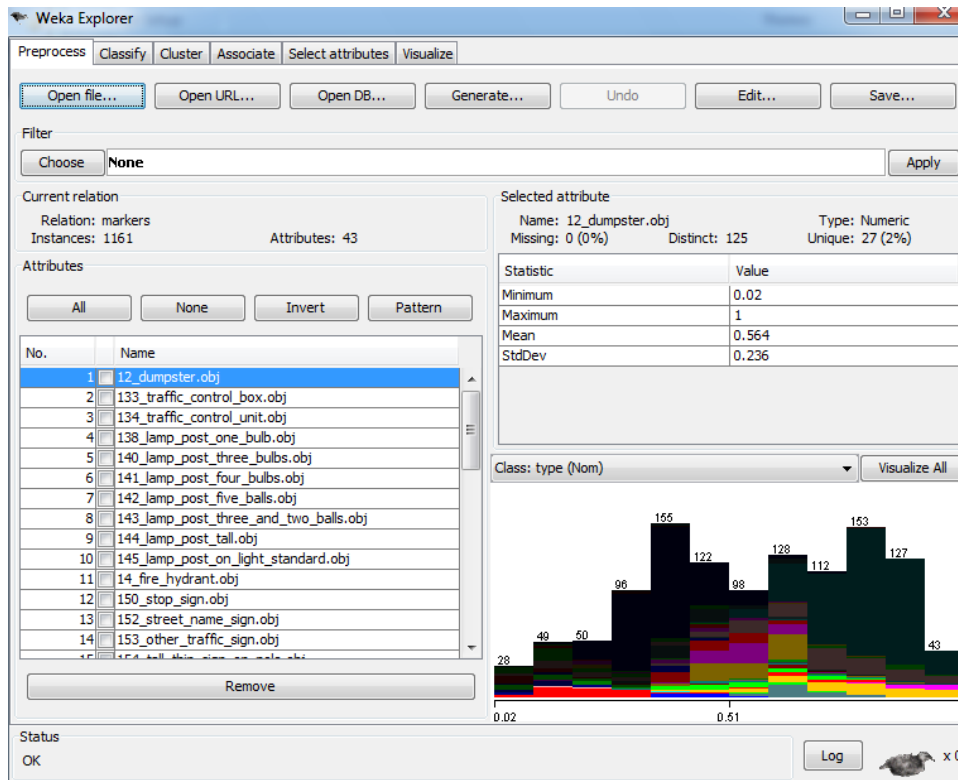 Weka Explorer
Preprocess Classify Cluster Associate Select attributes Visualize
Open file... Open URL... Open DB... Generate... Undo Edit... Save...
Filter
Choose None Apply
Current relation
Relation: markers
Instances: 1161 Attributes: 43
Attributes
All None Invert Pattern
No. Name
1 12_dumpster.obj
2 133_traffic_control_box.obj
3 134_traffic_control_unit.obj
4 138_lamp_post_one_bulb.obj
5 140_lamp_post_three_bulbs.obj
6 141_lamp_post_four_bulbs.obj
7 142_lamp_post_five_balls.obj
8 143_lamp_post_three_and_two_balls.obj
9 144_lamp_post_tall.obj
10 145_lamp_post_on_light_standard.obj
11 14_fire_hydrant.obj
12 150_stop_sign.obj
13 152_street_name_sign.obj
14 153_other_traffic_sign.obj
15 154_tall_thin_sign_on_pole.obj
Remove
Selected attribute
Name: 12_dumpster.obj Type: Numeric
Missing: 0 (0%) Distinct: 125 Unique: 27 (2%)
Statistic Value
Minimum 0.02
Maximum 1
Mean 0.564
StdDev 0.236
Class: type (Nom) Visualize All
28 49 50 96 155 122 98 128 112 153 127 43
0.02 0.51
Status
OK
Log x 0